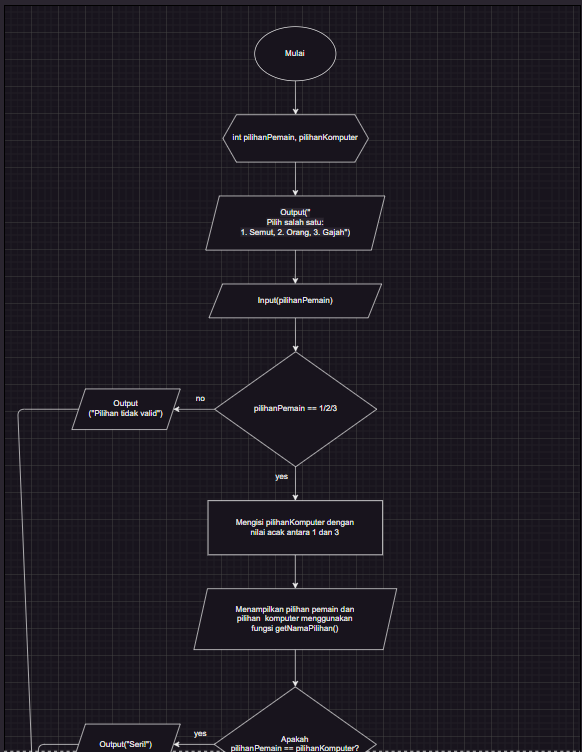 Mulai
int pilihanPemain, pilihanKomputer
Output("
Pilih salah satu:
1. Semut, 2. Orang, 3. Gajah")
Input(pilihanPemain)
pilihanPemain == 1/2/3
no
Output
("Pilihan tidak valid")
yes
Mengisi pilihanKomputer dengan
nilai acak antara 1 dan 3
Menampilkan pilihan pemain dan
pilihan komputer menggunakan
fungsi getNamaPilihan()
Apakah
pilihanPemain == pilihanKomputer?
yes
Output("Seri!")